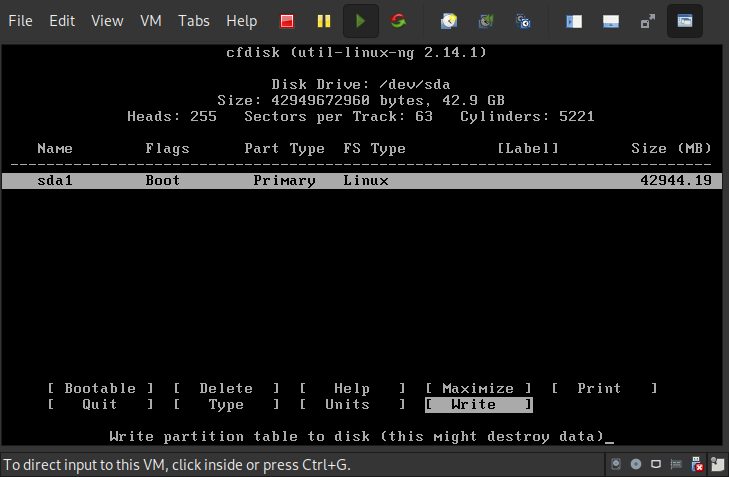 File Edit View VM Tabs Help
cfdisk (util-linux-ng 2.14.1)
Disk Drive: /dev/sda
Size: 42949672960 bytes, 42.9 GB
Heads: 255 Sectors per Track: 63 Cylinders: 5221
Name Flags Part Type FS Type [Label] Size (MB)
sda1 Boot Primary Linux 42944.19
[ Bootable ] [ Delete ] [ Help ] [ Maximize ] [ Print ]
[ Quit ] [ Type ] [ Units ] [ Write ]
Write partition table to disk (this might destroy data)_
To direct input to this VM, click inside or press Ctrl+G.